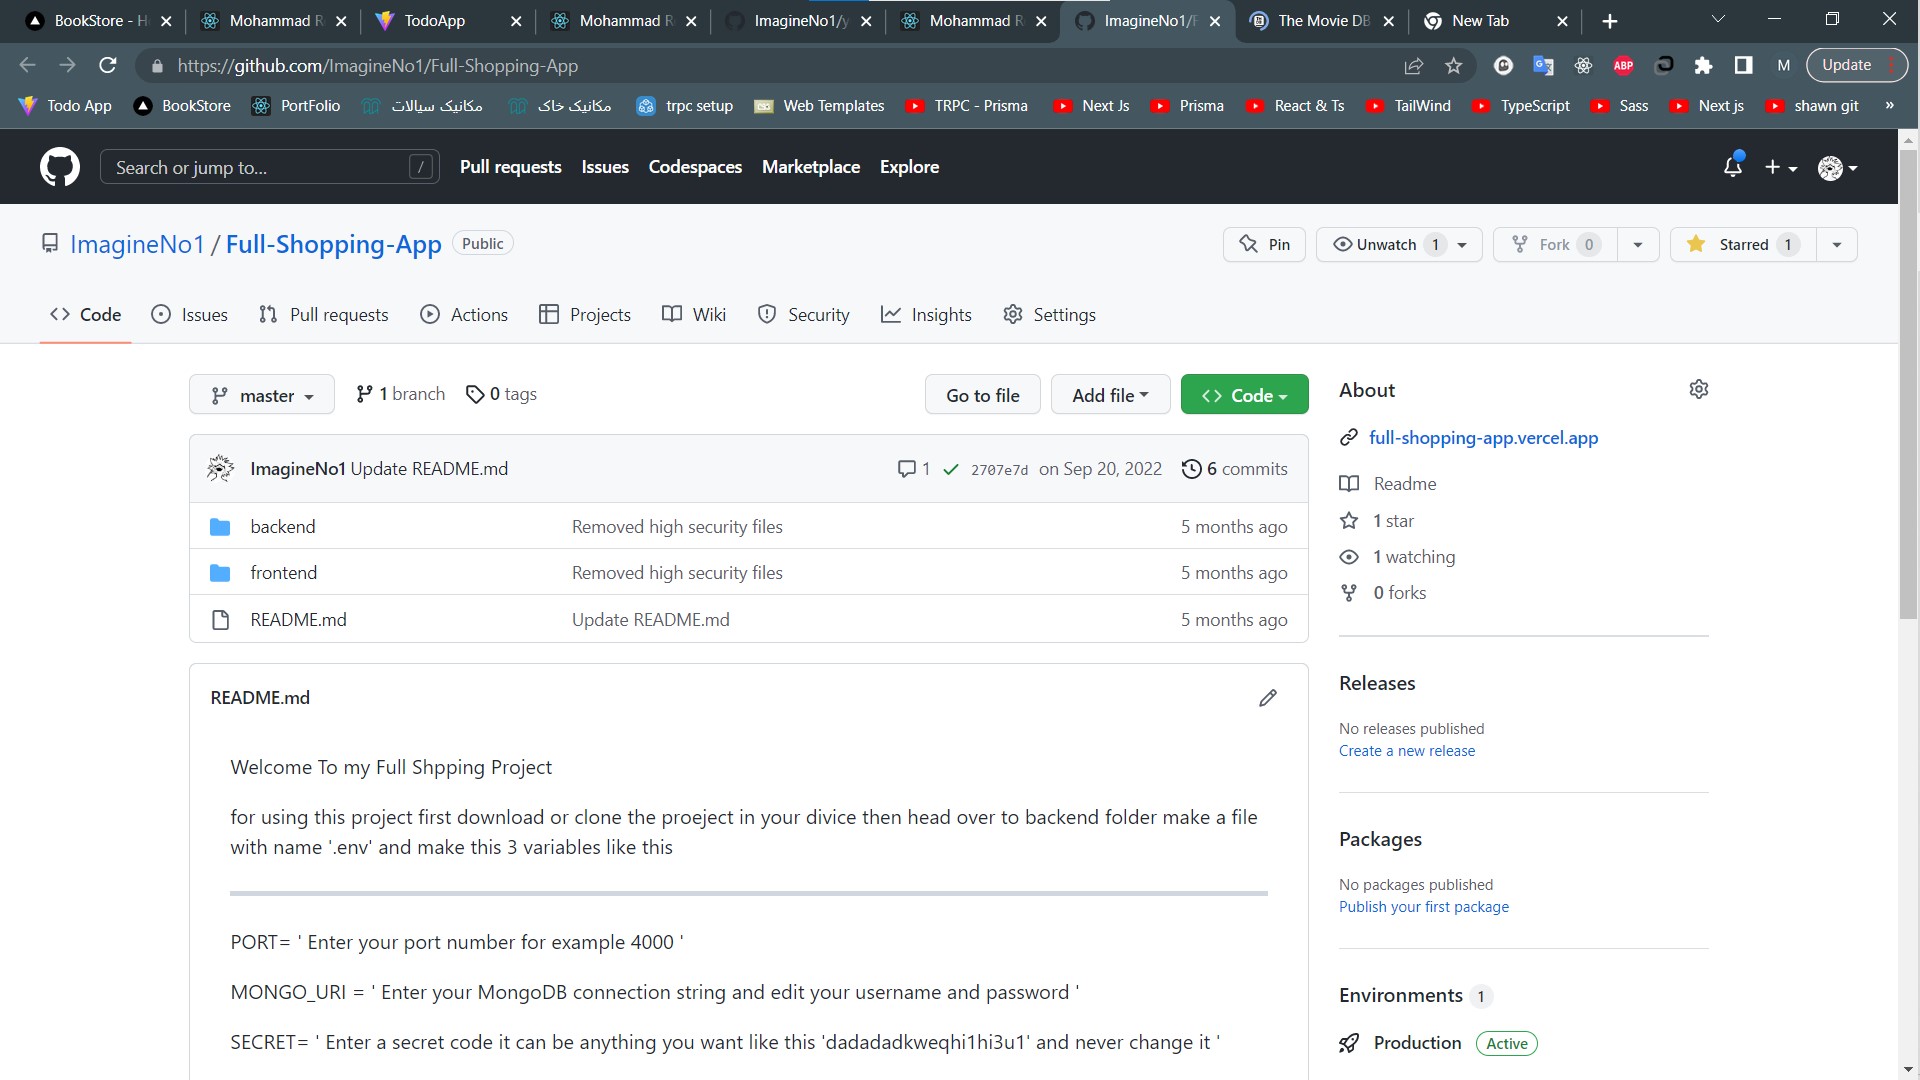 BookStore - H
Mohammad R
TodoApp
Mohammad R
ImagineNo1/y
Mohammad R
ImagineNo1/F
The Movie DB
New Tab
https://github.com/ImagineNo1/Full-Shopping-App
ABP
M
Update
Todo App
BookStore
PortFolio
مکانیک سیالات
مکانیک خاک
trpc setup
Web Templates
TRPC - Prisma
Next Js
Prisma
React & Ts
TailWind
TypeScript
Sass
Next js
shawn git
»
Search or jump to...
/
Pull requests
Issues
Codespaces
Marketplace
Explore
ImagineNo1 / Full-Shopping-App
Public
Pin
Unwatch 1
Fork 0
Starred 1
Code
Issues
Pull requests
Actions
Projects
Wiki
Security
Insights
Settings
master
1 branch
0 tags
Go to file
Add file
Code
ImagineNo1 Update README.md
1
2707e7d on Sep 20, 2022
6 commits
backend
Removed high security files
5 months ago
frontend
Removed high security files
5 months ago
README.md
Update README.md
5 months ago
README.md
Welcome To my Full Shpping Project
for using this project first download or clone the proeject in your divice then head over to backend folder make a file
with name '.env' and make this 3 variables like this
PORT= ' Enter your port number for example 4000 '
MONGO_URI = ' Enter your MongoDB connection string and edit your username and password '
SECRET= ' Enter a secret code it can be anything you want like this 'dadadadkweqhi1hi3u1' and never change it '
About
full-shopping-app.vercel.app
Readme
1 star
1 watching
0 forks
Releases
No releases published
Create a new release
Packages
No packages published
Publish your first package
Environments 1
Production
Active